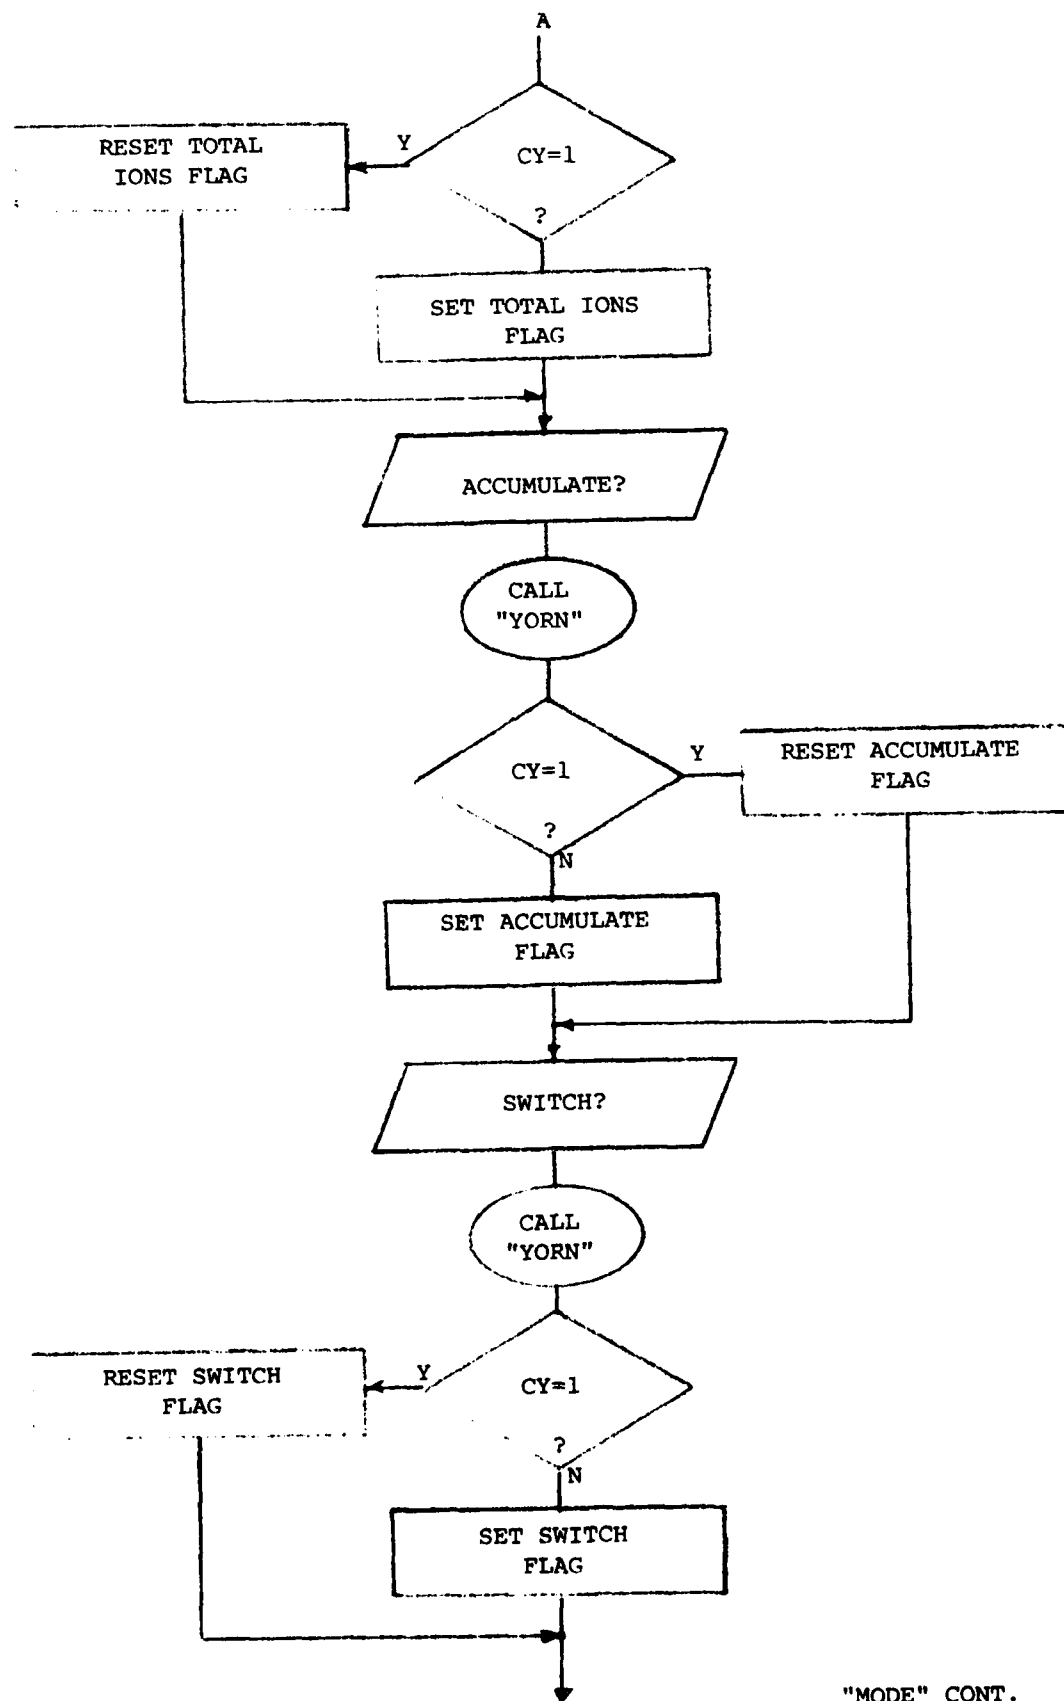 A
Y
RESET TOTAL
IONS FLAG
CY=1
?
SET TOTAL IONS
FLAG
ACCUMULATE?
CALL
"YORN"
Y
RESET ACCUMULATE
FLAG
CY=1
?
N
SET ACCUMULATE
FLAG
SWITCH?
CALL
"YORN"
Y
RESET SWITCH
FLAG
CY=1
?
N
SET SWITCH
FLAG
"MODE" CONT.